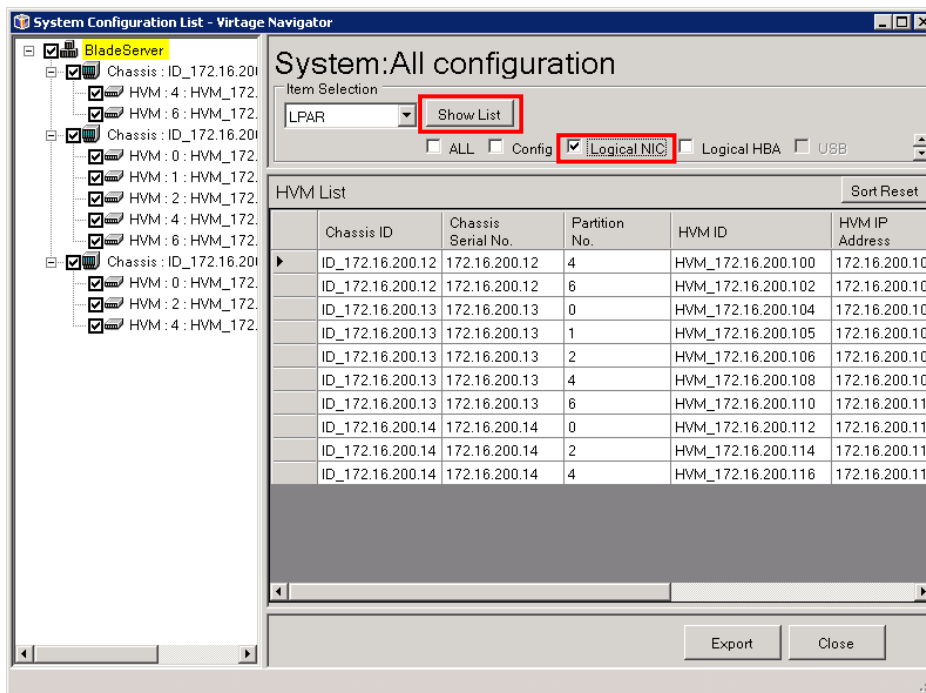 System Configuration List - Virtage Navigator
BladeServer
Chassis : ID_172.16.20
HVM : 4 : HVM_172.
HVM : 6 : HVM_172.
Chassis : ID_172.16.20
HVM : 0 : HVM_172.
HVM : 1 : HVM_172.
HVM : 2 : HVM_172.
HVM : 4 : HVM_172.
HVM : 6 : HVM_172.
Chassis : ID_172.16.20
HVM : 0 : HVM_172.
HVM : 2 : HVM_172.
HVM : 4 : HVM_172.
System:All configuration
Item Selection
LPAR Show List
ALL Config Logical NIC Logical HBA USB
HVM List Sort Reset
Chassis ID Chassis Serial No. Partition No. HVM ID HVM IP Address
ID_172.16.200.12 172.16.200.12 4 HVM_172.16.200.100 172.16.200.10
ID_172.16.200.12 172.16.200.12 6 HVM_172.16.200.102 172.16.200.10
ID_172.16.200.13 172.16.200.13 0 HVM_172.16.200.104 172.16.200.10
ID_172.16.200.13 172.16.200.13 1 HVM_172.16.200.105 172.16.200.10
ID_172.16.200.13 172.16.200.13 2 HVM_172.16.200.106 172.16.200.10
ID_172.16.200.13 172.16.200.13 4 HVM_172.16.200.108 172.16.200.10
ID_172.16.200.13 172.16.200.13 6 HVM_172.16.200.110 172.16.200.11
ID_172.16.200.14 172.16.200.14 0 HVM_172.16.200.112 172.16.200.11
ID_172.16.200.14 172.16.200.14 2 HVM_172.16.200.114 172.16.200.11
ID_172.16.200.14 172.16.200.14 4 HVM_172.16.200.116 172.16.200.11
Export Close